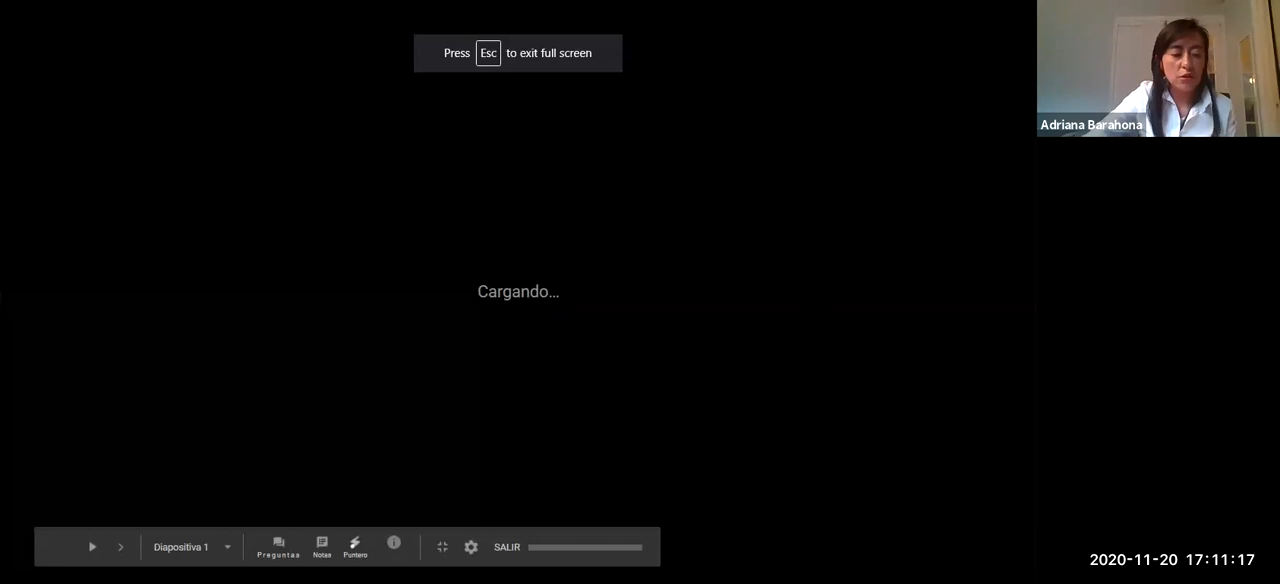 Press Esc to exit full screen
Adriana Barahona
Cargando...
Diapositiva 1
Preguntas
Notas
Puntero
SALIR
2020-11-20 17:11:17